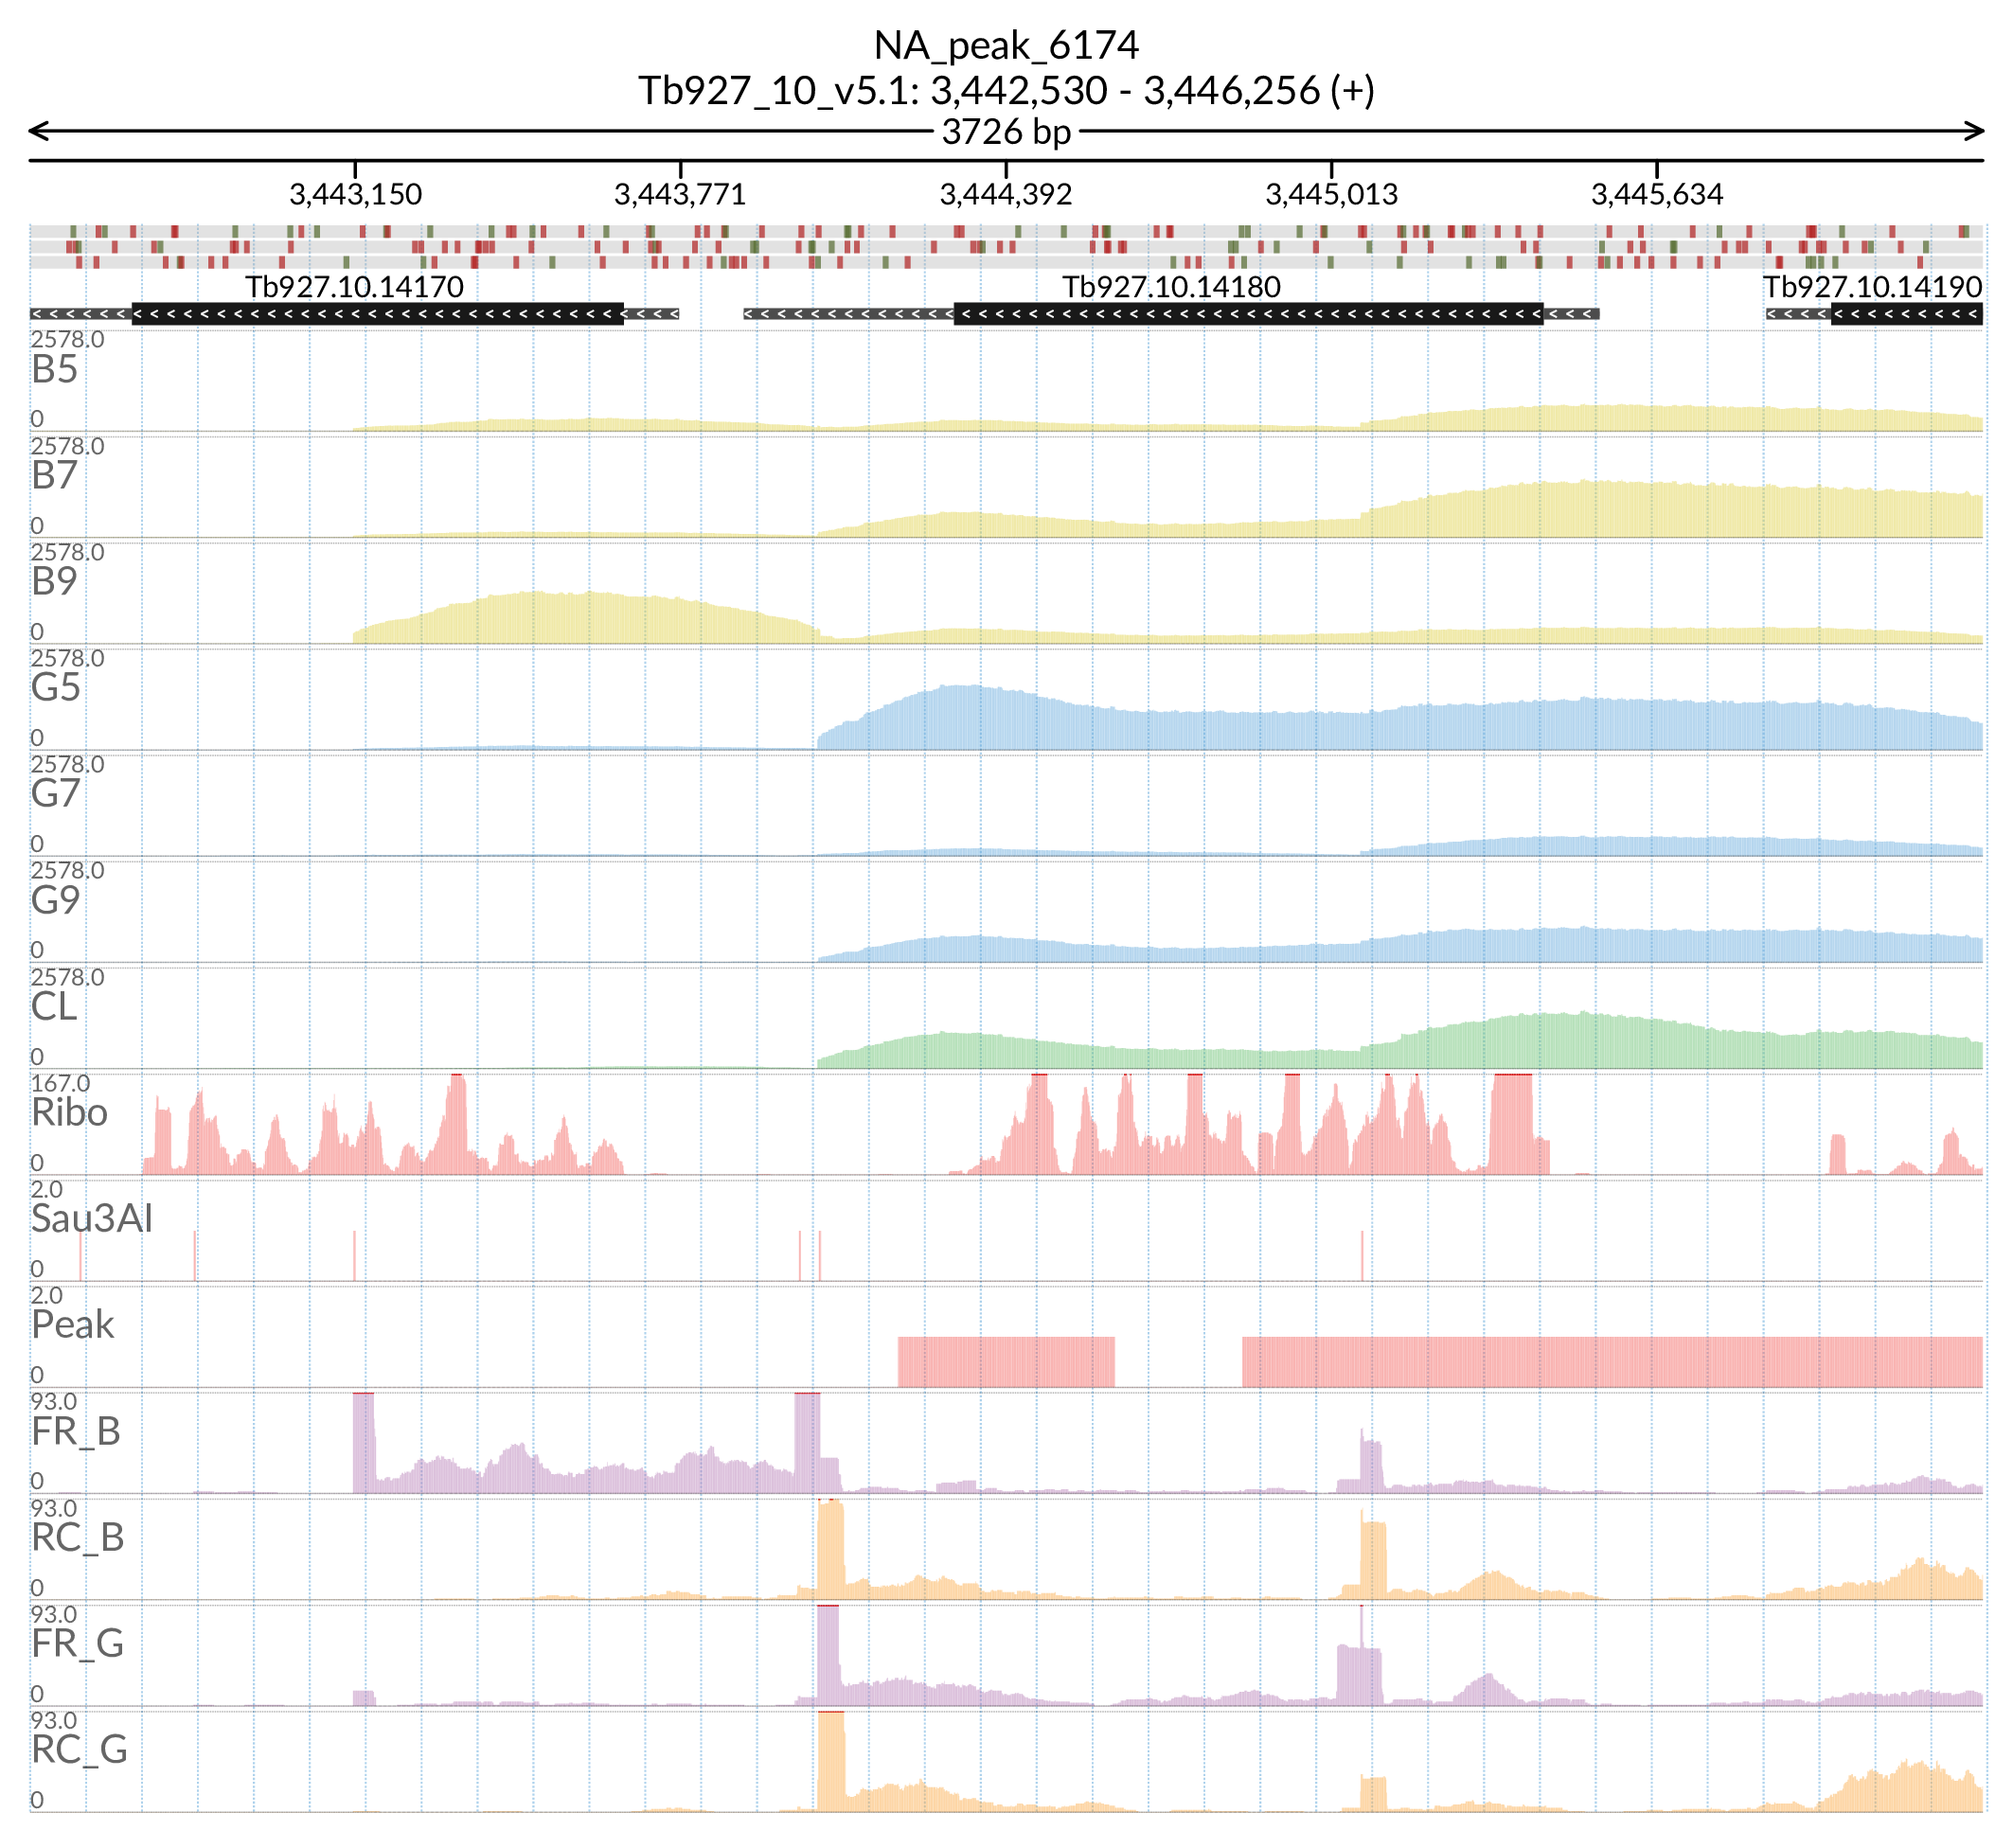 NA_peak_6174
Tb927_10_v5.1: 3,442,530 - 3,446,256 (+)
3726 bp
3,443,150 3,443,771 3,444,392 3,445,013 3,445,634
Tb927.10.14170 Tb927.10.14180 Tb927.10.14190
2578.0
B5
0
2578.0
B7
0
2578.0
B9
0
2578.0
G5
0
2578.0
G7
0
2578.0
G9
0
2578.0
CL
0
167.0
Ribo
0
2.0
Sau3AI
0
2.0
Peak
0
93.0
FR_B
0
93.0
RC_B
0
93.0
FR_G
0
93.0
RC_G
0